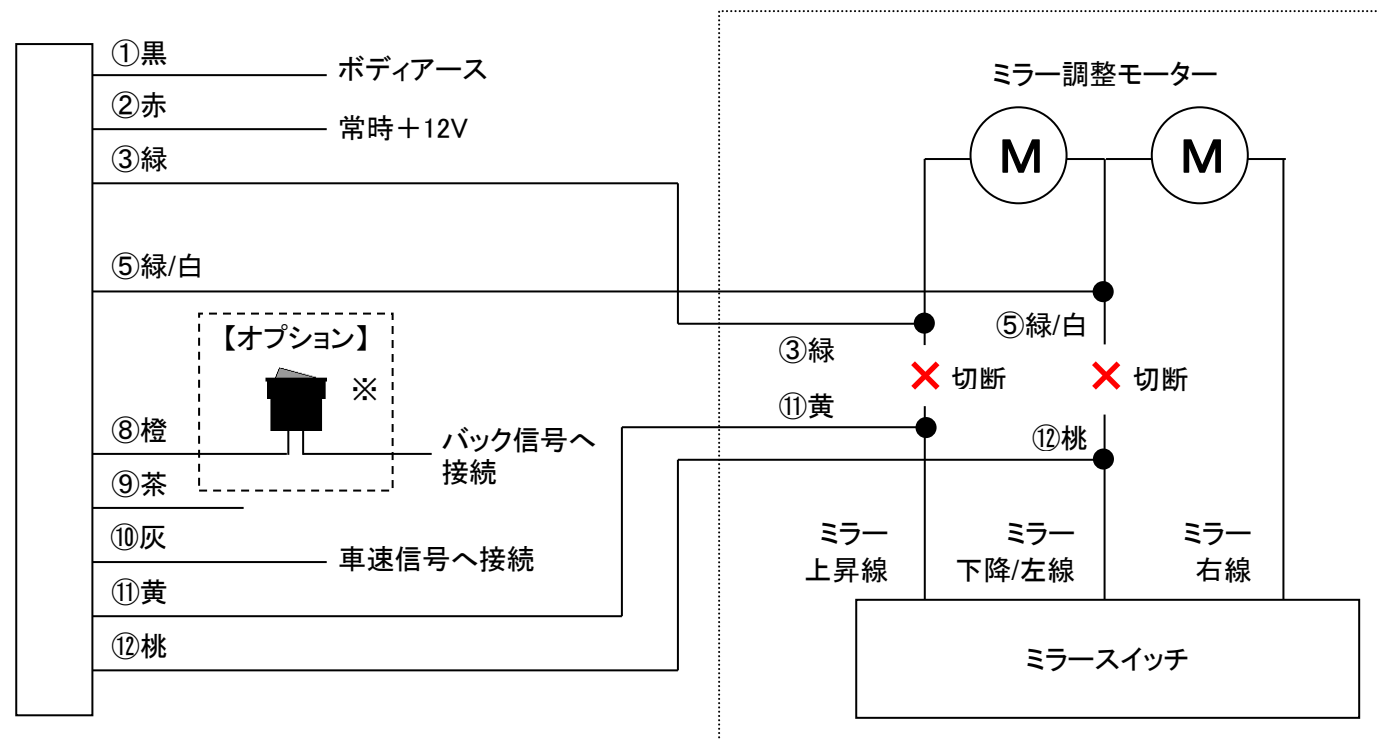 ①黒
ボディアース
②赤
常時＋12V
③緑
⑤緑/白
【オプション】
※
⑧橙
バック信号へ
接続
⑨茶
⑩灰
車速信号へ接続
⑪黄
⑫桃
ミラー調整モーター
M
M
⑤緑/白
③緑
切断
切断
⑪黄
⑫桃
ミラー
上昇線
ミラー
下降/左線
ミラー
右線
ミラースイッチ